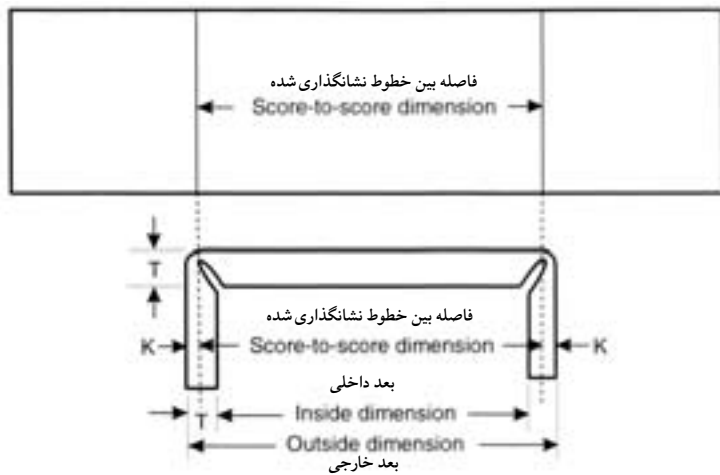 فاصله بین خطوط نشانگذاری شده
Score-to-score dimension
T
فاصله بین خطوط نشانگذاری شده
K Score-to-score dimension K
بعد داخلی
T Inside dimension
Outside dimension
بعد خارجی